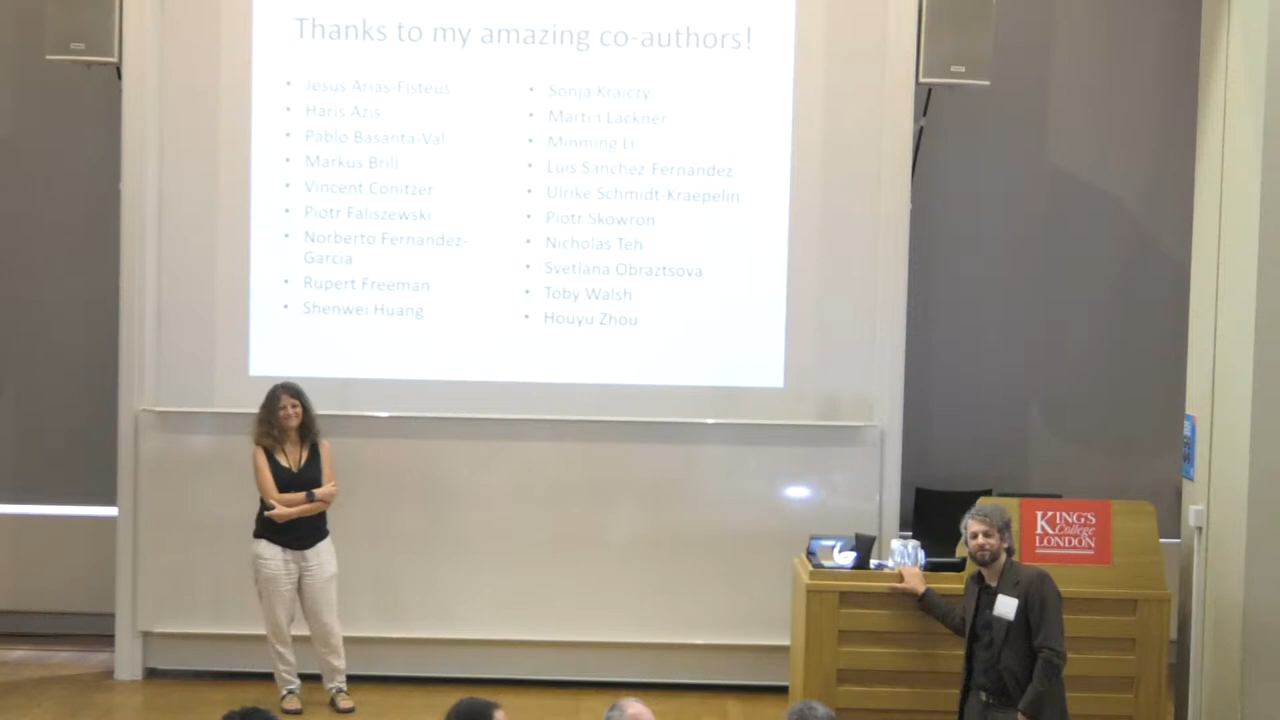 Thanks to my amazing co-authors!
• Jesus Arias-Fisteus
• Haris Azis
• Pablo Basanta-Val
• Markus Brill
• Vincent Conitzer
• Piotr Faliszewski
• Norberto Fernandez-
Garcia
• Rupert Freeman
• Shenwei Huang
• Sonja Kraiczy
• Martin Lackner
• Minming Li
• Luis Sanchez-Fernandez
• Ulrike Schmidt-Kraepelin
• Piotr Skowron
• Nicholas Teh
• Svetlana Obraztsova
• Toby Walsh
• Houyu Zhou
KING'S
College
LONDON